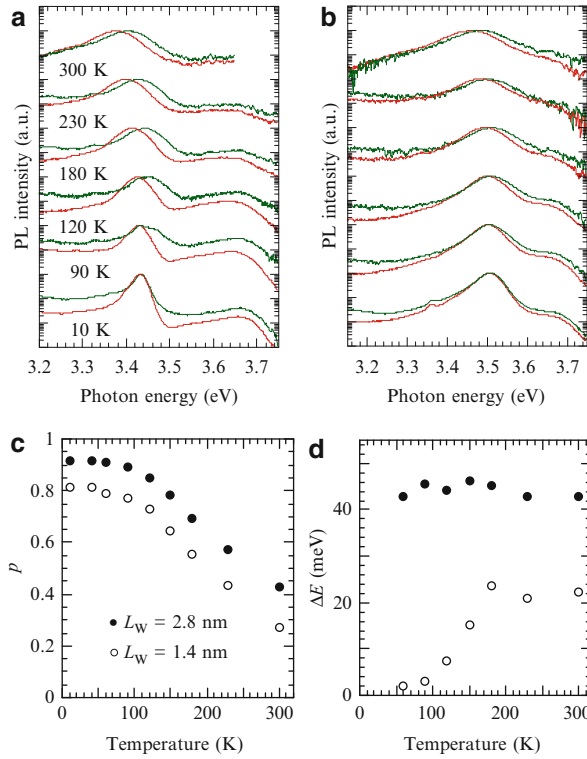 a
b
PL intensity (a.u.)
300 K
230 K
180 K
120 K
90 K
10 K
3.2 3.3 3.4 3.5 3.6 3.7
Photon energy (eV)
PL intensity (a.u.)
3.2 3.3 3.4 3.5 3.6 3.7
Photon energy (eV)
c
1
0.8
0.6
0.4
0.2
0
p
L_W = 2.8 nm
L_W = 1.4 nm
0 100 200 300
Temperature (K)
d
40
20
0
ΔE (meV)
0 100 200 300
Temperature (K)